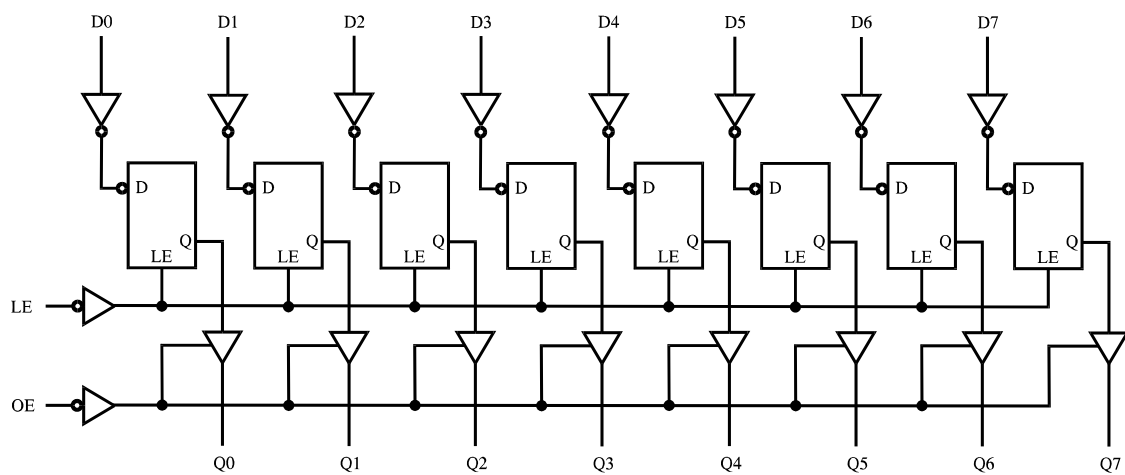 D0 D1 D2 D3 D4 D5 D6 D7
D D D D D D D D
Q Q Q Q Q Q Q Q
LE LE LE LE LE LE LE LE
LE
OE
Q0 Q1 Q2 Q3 Q4 Q5 Q6 Q7